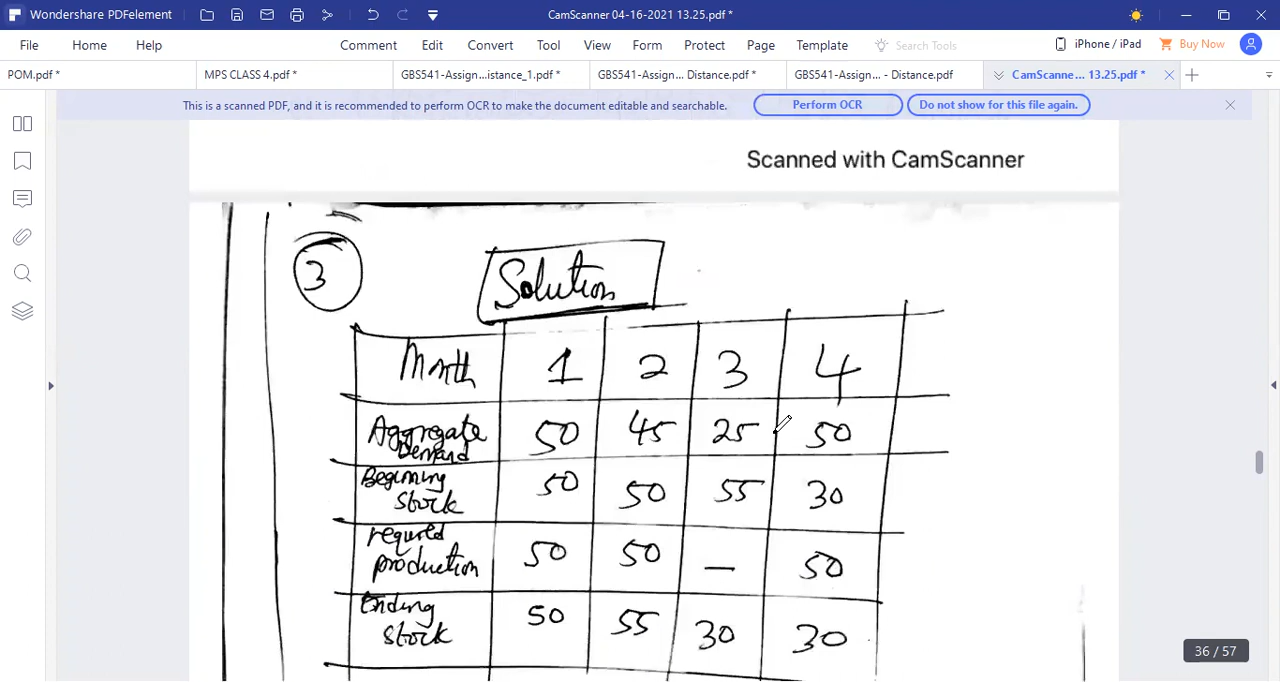 Wondershare PDFelement
CamScanner 04-16-2021 13.25.pdf *
File Home Help Comment Edit Convert Tool View Form Protect Page Template Search Tools iPhone / iPad Buy Now
POM.pdf * MPS CLASS 4.pdf * GBS541-Assign...istance_1.pdf * GBS541-Assign... Distance.pdf * GBS541-Assign... - Distance.pdf CamScanne... 13.25.pdf *
This is a scanned PDF, and it is recommended to perform OCR to make the document editable and searchable. Perform OCR Do not show for this file again.
Scanned with CamScanner
3 Solution
Month 1 2 3 4
Aggregate Demand 50 45 25 50
Beginning stock 50 50 55 30
required production 50 50 — 50
Ending stock 50 55 30 30
36 / 57